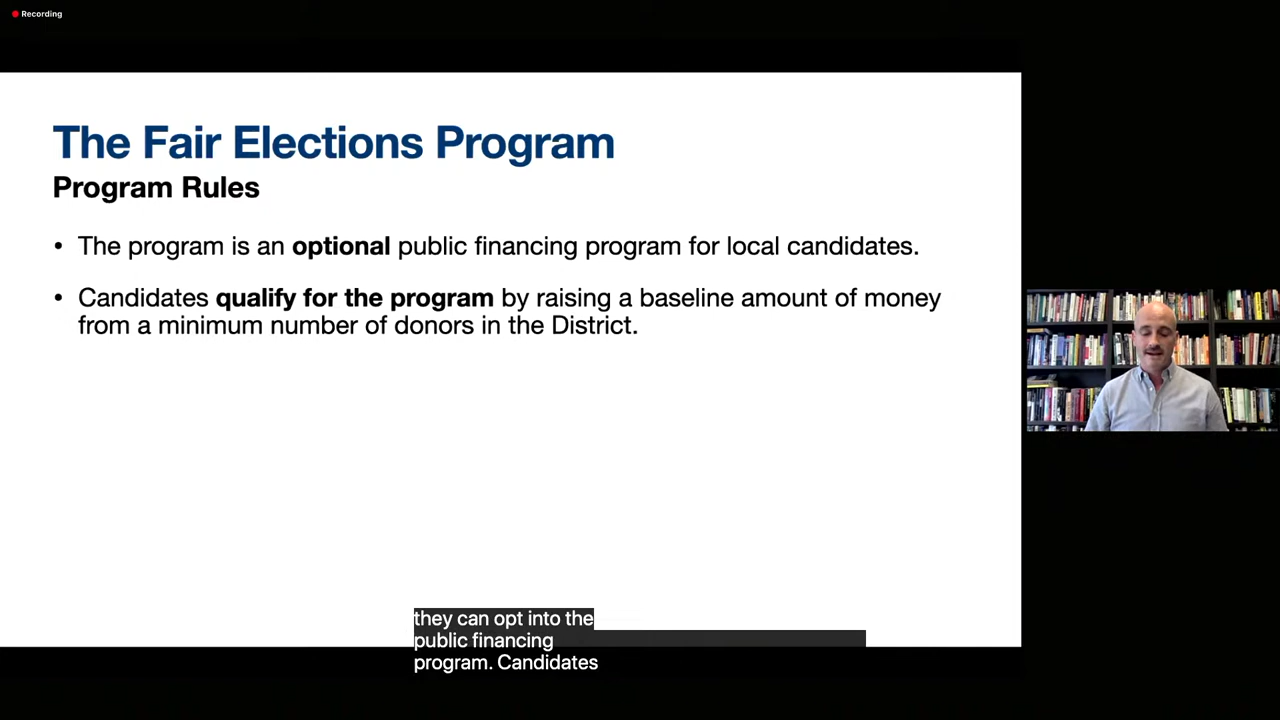 Recording
The Fair Elections Program
Program Rules
• The program is an optional public financing program for local candidates.
• Candidates qualify for the program by raising a baseline amount of money
from a minimum number of donors in the District.
they can opt into the
public financing
program. Candidates